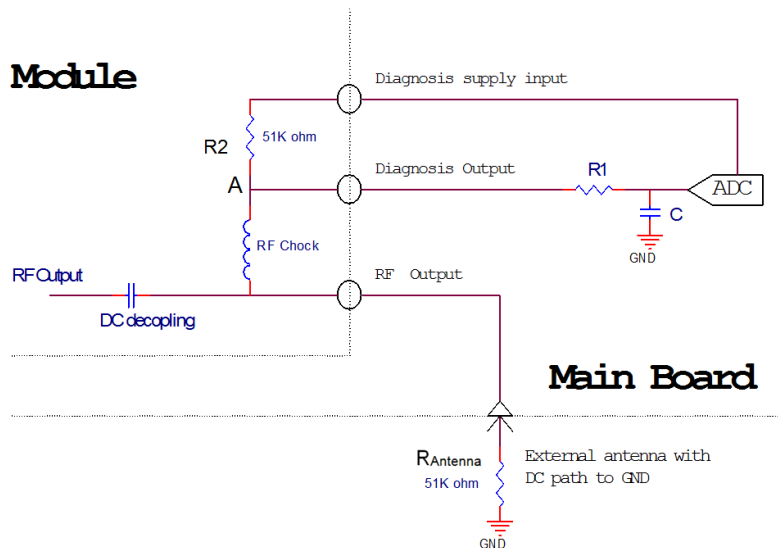 Module
Diagnosis supply input
R2
51K ohm
Diagnosis Output
R1
A
ADC
C
RF Chock
GND
RF Output
RF Output
DC decopling
Main Board
RAntenna
51K ohm
External antenna with
DC path to GND
GND